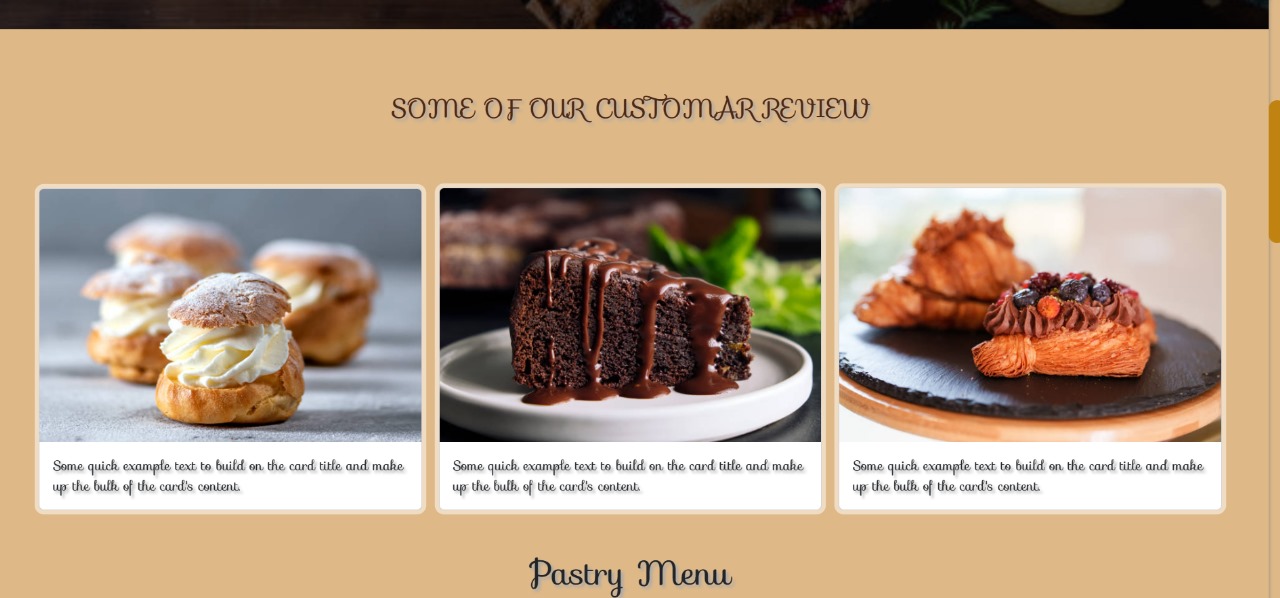 SOME OF OUR CUSTOMAR REVIEW
Some quick example text to build on the card title and make
up the bulk of the card's content.
Some quick example text to build on the card title and make
up the bulk of the card's content.
Some quick example text to build on the card title and make
up the bulk of the card's content.
Pastry Menu